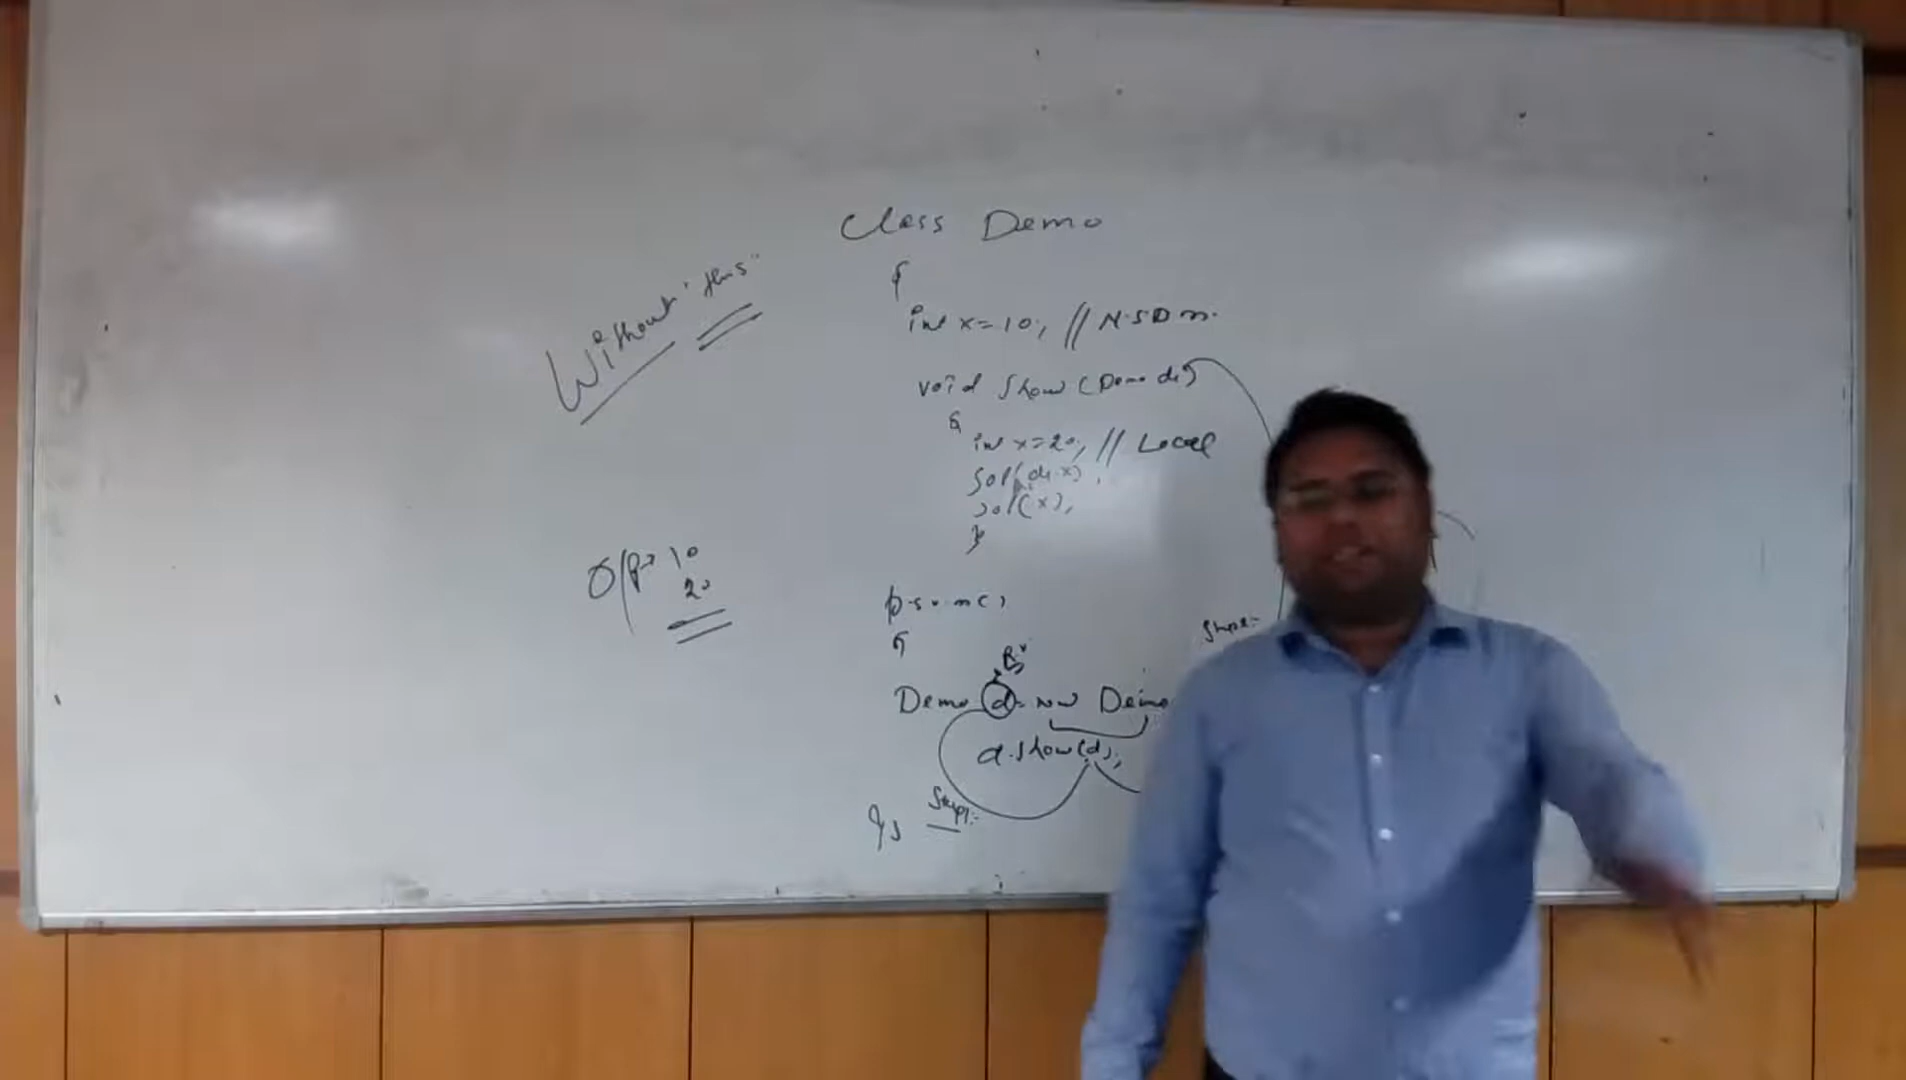 Class Demo
{
Without "this"
int x=10; // N.S.D.m.
void show (Demo d1)
{
int x=20; // Local
Sop(d1.x);
Sop(x);
}
O/P → 10
20
p.s.v.m()
{
R.V
Demo d = new Demo
d.show(d);
Step1:-
}}